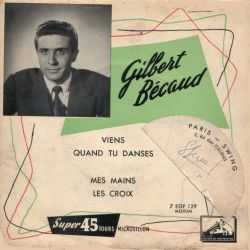 Gilbert
Bécaud
VIENS
QUAND TU DANSES
MES MAINS
LES CROIX
PARIS - SWING
7 EGF 129
MEDIUM
Super 45 TOURS MICROSILLON